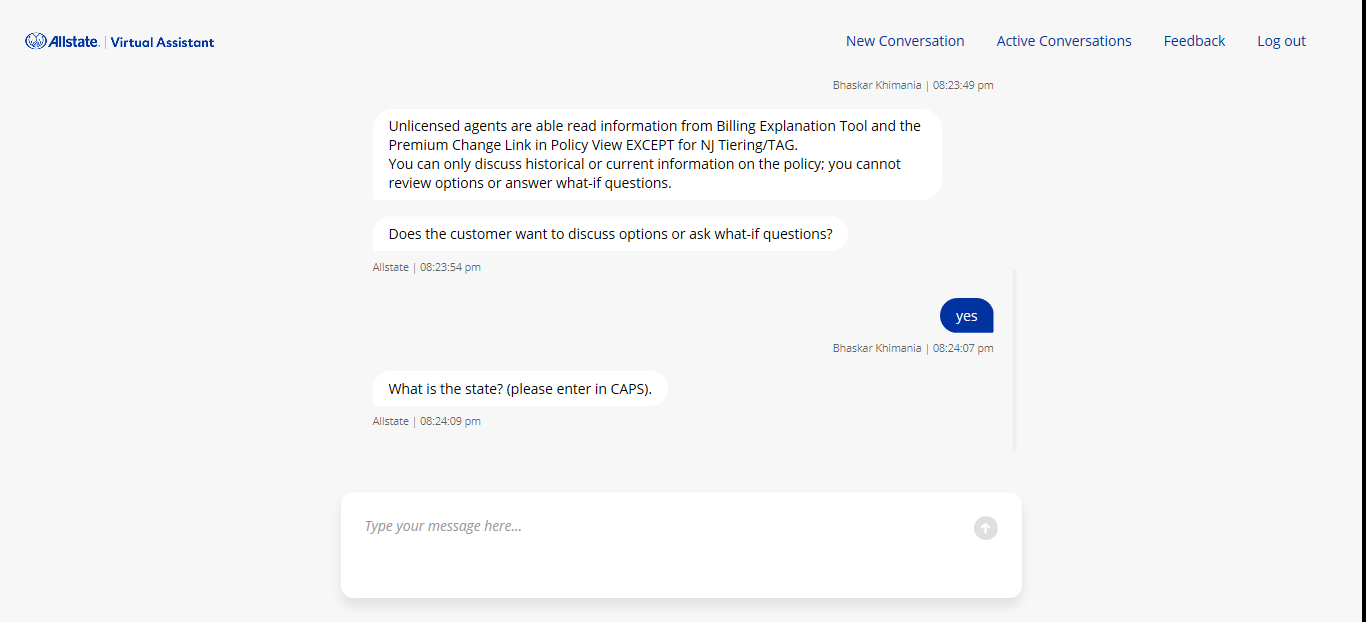 Allstate. | Virtual Assistant
New Conversation Active Conversations Feedback Log out
Bhaskar Khimania | 08:23:49 pm
Unlicensed agents are able read information from Billing Explanation Tool and the
Premium Change Link in Policy View EXCEPT for NJ Tiering/TAG.
You can only discuss historical or current information on the policy; you cannot
review options or answer what-if questions.
Does the customer want to discuss options or ask what-if questions?
Allstate | 08:23:54 pm
yes
Bhaskar Khimania | 08:24:07 pm
What is the state? (please enter in CAPS).
Allstate | 08:24:09 pm
Type your message here...